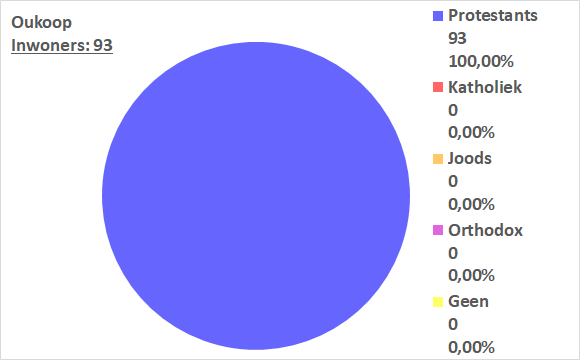 Oukoop
Inwoners: 93
Protestants
93
100,00%
Katholiek
0
0,00%
Joods
0
0,00%
Orthodox
0
0,00%
Geen
0
0,00%